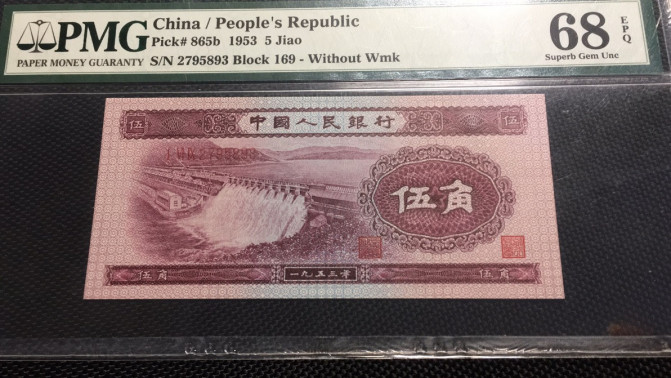 PMG
PAPER MONEY GUARANTY
China / People's Republic
Pick# 865b 1953 5 Jiao
S/N 2795893 Block 169 - Without Wmk
68 EPQ
Superb Gem Unc
伍 中國人民銀行 伍
伍角
伍角 一九五三年 伍角